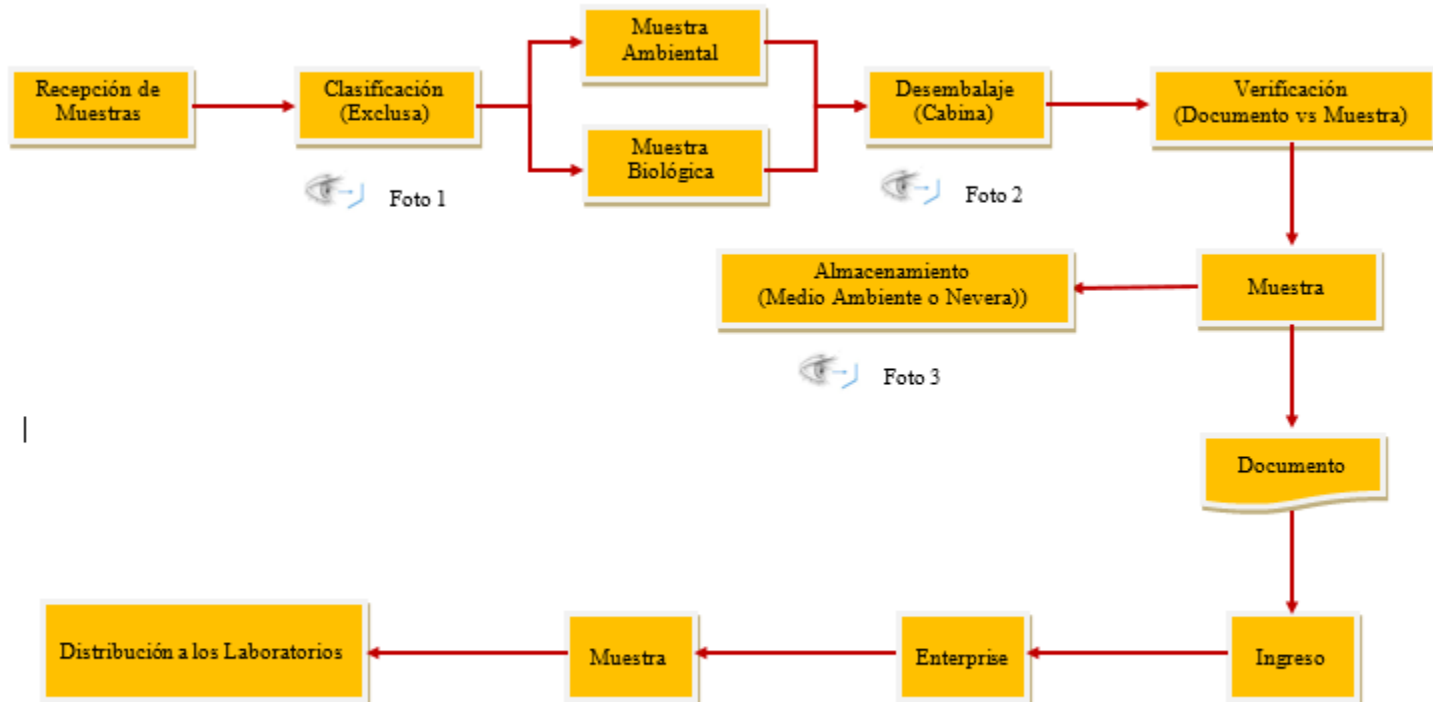 Recepción de
Muestras
Clasificación
(Exclusa)
Muestra
Ambiental
Muestra
Biológica
Desembalaje
(Cabina)
Verificación
(Documento vs Muestra)
Foto 1
Foto 2
Almacenamiento
(Medio Ambiente o Nevera))
Muestra
Foto 3
Documento
Distribución a los Laboratorios
Muestra
Enterprise
Ingreso